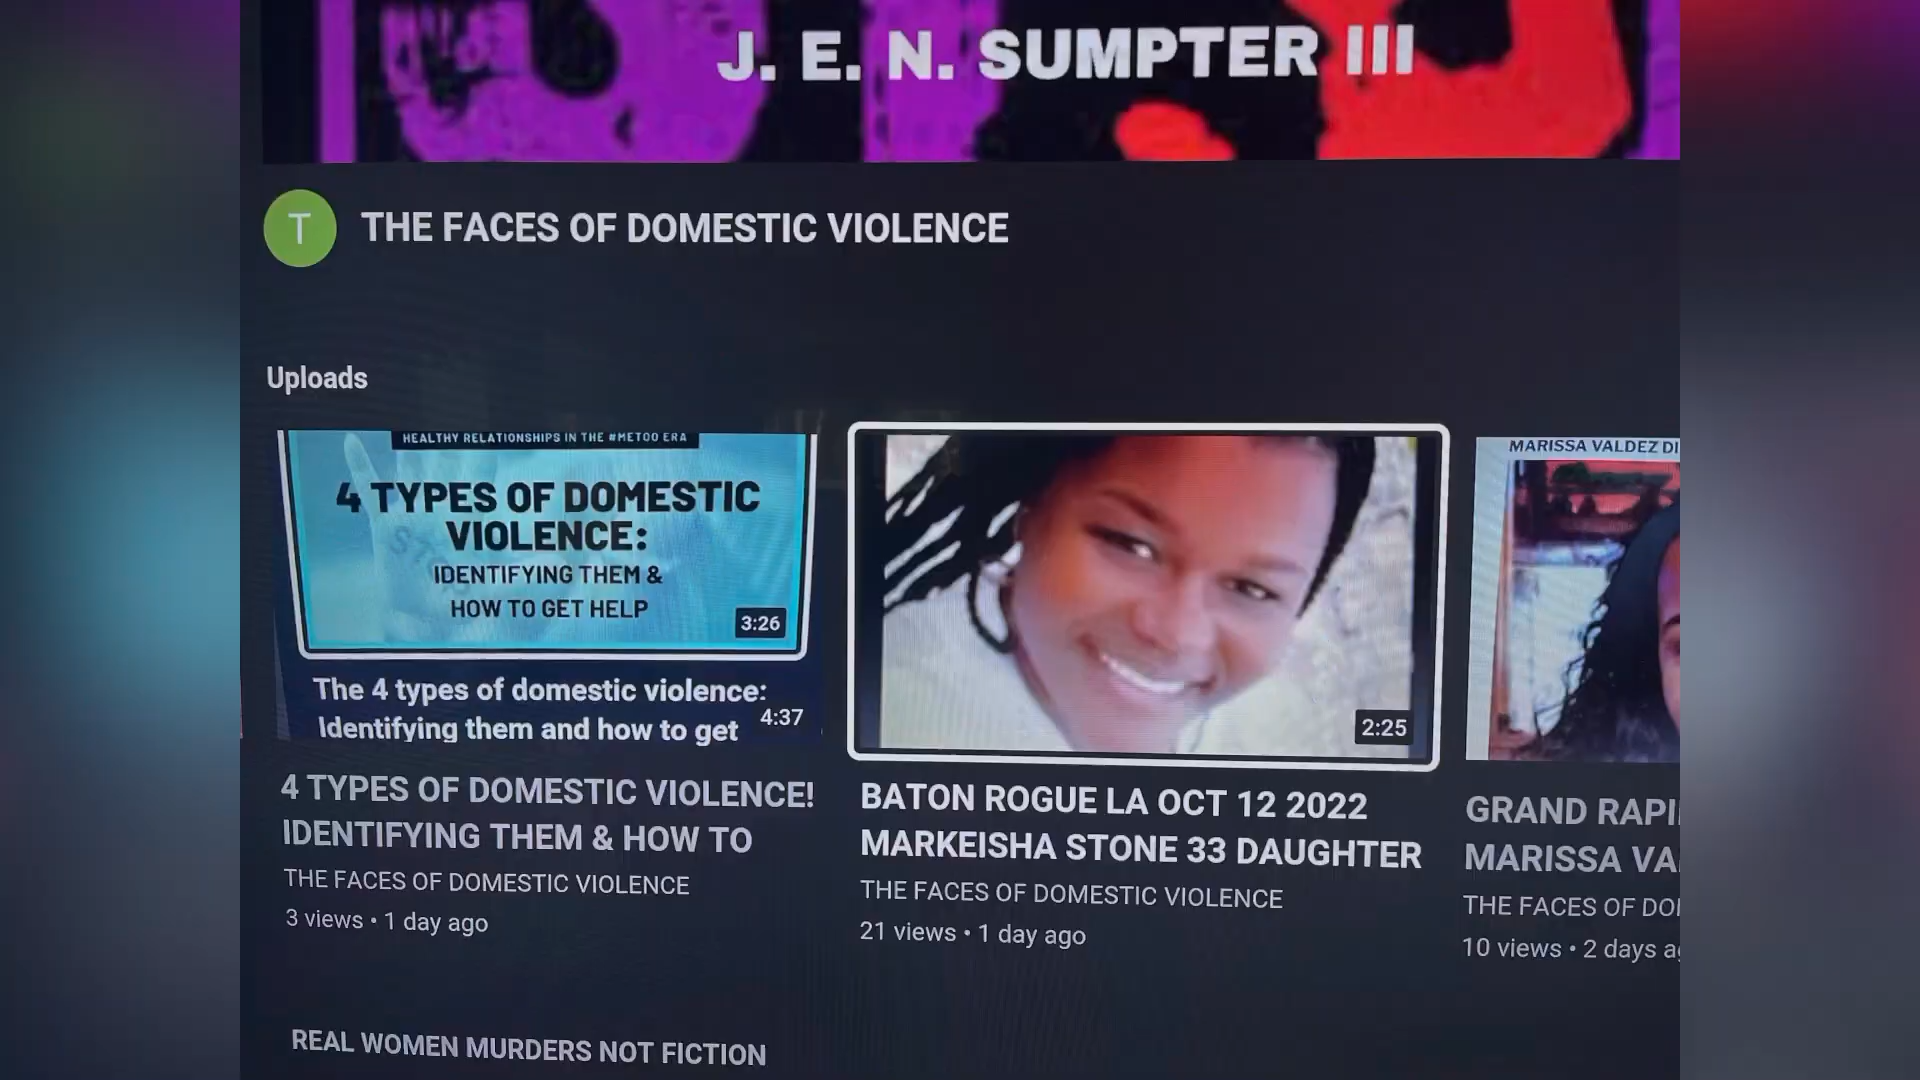 J. E. N. SUMPTER III
T
THE FACES OF DOMESTIC VIOLENCE
Uploads
HEALTHY RELATIONSHIPS IN THE #METOO ERA
4 TYPES OF DOMESTIC
VIOLENCE:
IDENTIFYING THEM &
HOW TO GET HELP
3:26
The 4 types of domestic violence:
Identifying them and how to get
4:37
4 TYPES OF DOMESTIC VIOLENCE!
IDENTIFYING THEM & HOW TO
THE FACES OF DOMESTIC VIOLENCE
3 views • 1 day ago
2:25
BATON ROGUE LA OCT 12 2022
MARKEISHA STONE 33 DAUGHTER
THE FACES OF DOMESTIC VIOLENCE
21 views • 1 day ago
MARISSA VALDEZ DI
GRAND RAPI
MARISSA VA
THE FACES OF DO
10 views • 2 days a
REAL WOMEN MURDERS NOT FICTION